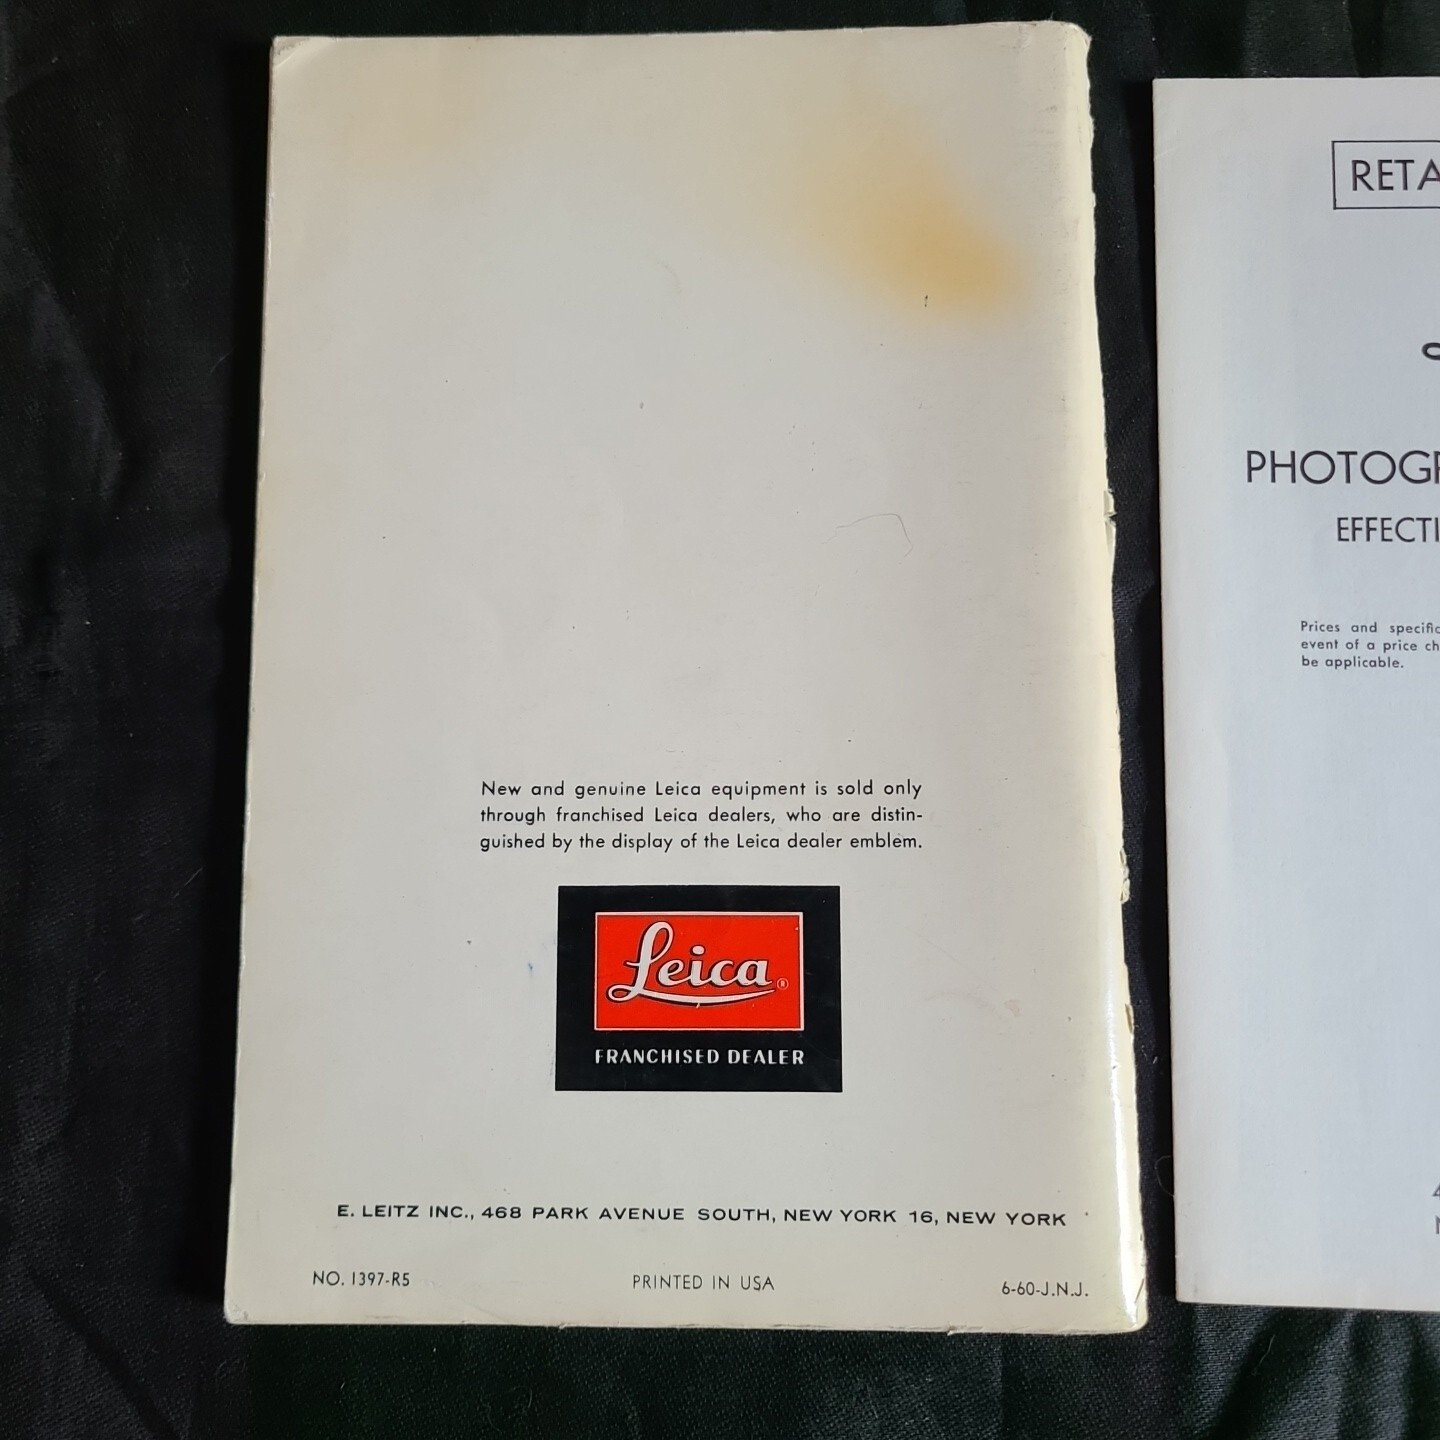 New and genuine Leica equipment is sold only
through franchised Leica dealers, who are distin-
guished by the display of the Leica dealer emblem.
Leica®
FRANCHISED DEALER
E. LEITZ INC., 468 PARK AVENUE SOUTH, NEW YORK 16, NEW YORK
NO. 1397-R5 PRINTED IN USA 6-60-J.N.J.
RETA
PHOTOGR
EFFECTI
Prices and specific
event of a price ch
be applicable.